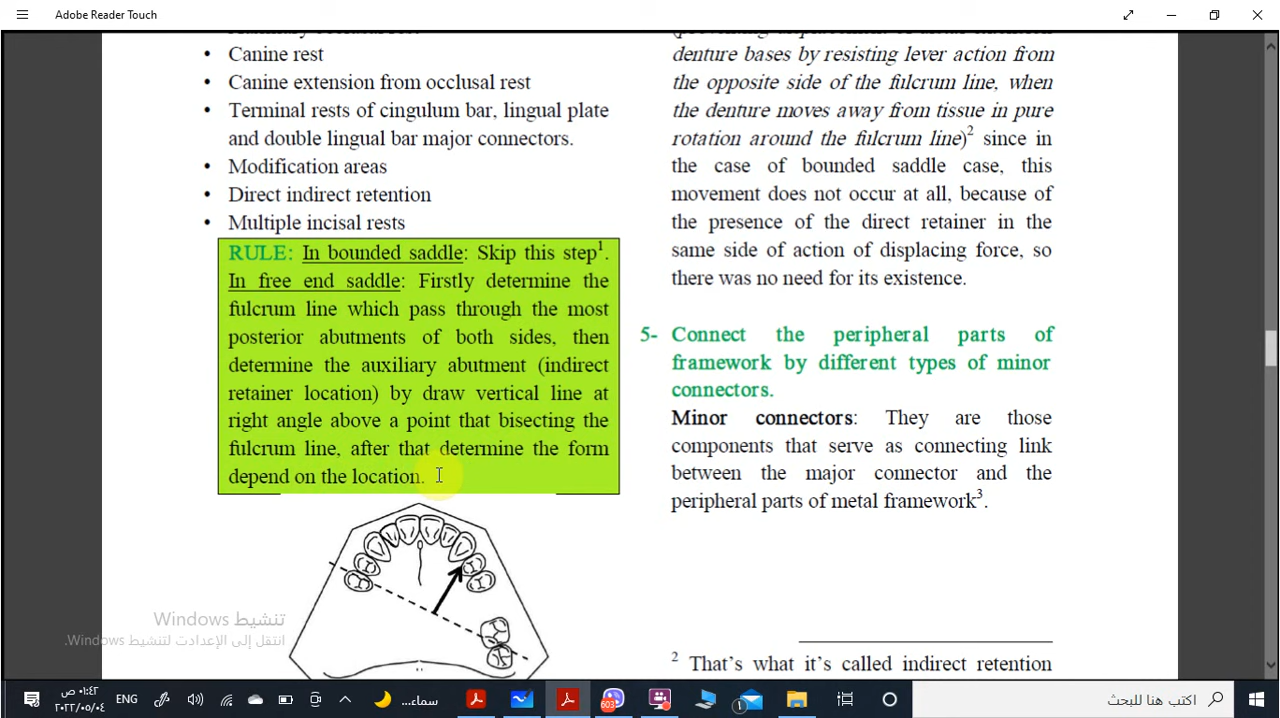 Adobe Reader Touch
• Canine rest
• Canine extension from occlusal rest
• Terminal rests of cingulum bar, lingual plate
and double lingual bar major connectors.
• Modification areas
• Direct indirect retention
• Multiple incisal rests
RULE: In bounded saddle: Skip this step1.
In free end saddle: Firstly determine the
fulcrum line which pass through the most
posterior abutments of both sides, then
determine the auxiliary abutment (indirect
retainer location) by draw vertical line at
right angle above a point that bisecting the
fulcrum line, after that determine the form
depend on the location.
denture bases by resisting lever action from
the opposite side of the fulcrum line, when
the denture moves away from tissue in pure
rotation around the fulcrum line)2 since in
the case of bounded saddle case, this
movement does not occur at all, because of
the presence of the direct retainer in the
same side of action of displacing force, so
there was no need for its existence.
5- Connect the peripheral parts of
framework by different types of minor
connectors.
Minor connectors: They are those
components that serve as connecting link
between the major connector and the
peripheral parts of metal framework3.
2 That's what it's called indirect retention
تنشيط Windows
انتقل إلى الإعدادت لتنشيط Windows.
٠١:٤٢ ص
٢٠٢٢/٠٥/٠٤
ENG
سماء...
603
١
اكتب هنا للبحث